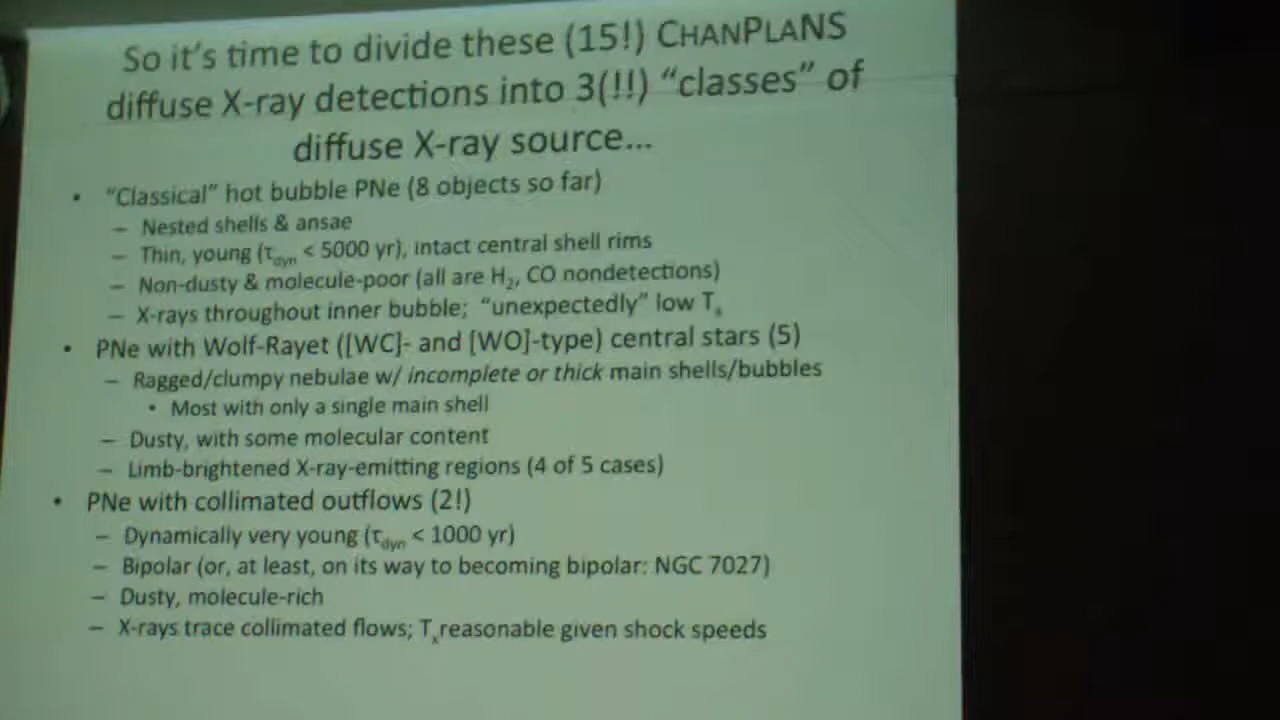 So it's time to divide these (15!) CHANPLANS
diffuse X-ray detections into 3(!!) "classes" of
diffuse X-ray source...
• "Classical" hot bubble PNe (8 objects so far)
– Nested shells & ansae
– Thin, young (τdyn < 5000 yr), intact central shell rims
– Non-dusty & molecule-poor (all are H2, CO nondetections)
– X-rays throughout inner bubble; "unexpectedly" low Tx
• PNe with Wolf-Rayet ([WC]- and [WO]-type) central stars (5)
– Ragged/clumpy nebulae w/ incomplete or thick main shells/bubbles
• Most with only a single main shell
– Dusty, with some molecular content
– Limb-brightened X-ray-emitting regions (4 of 5 cases)
• PNe with collimated outflows (2!)
– Dynamically very young (τdyn < 1000 yr)
– Bipolar (or, at least, on its way to becoming bipolar: NGC 7027)
– Dusty, molecule-rich
– X-rays trace collimated flows; Tx reasonable given shock speeds